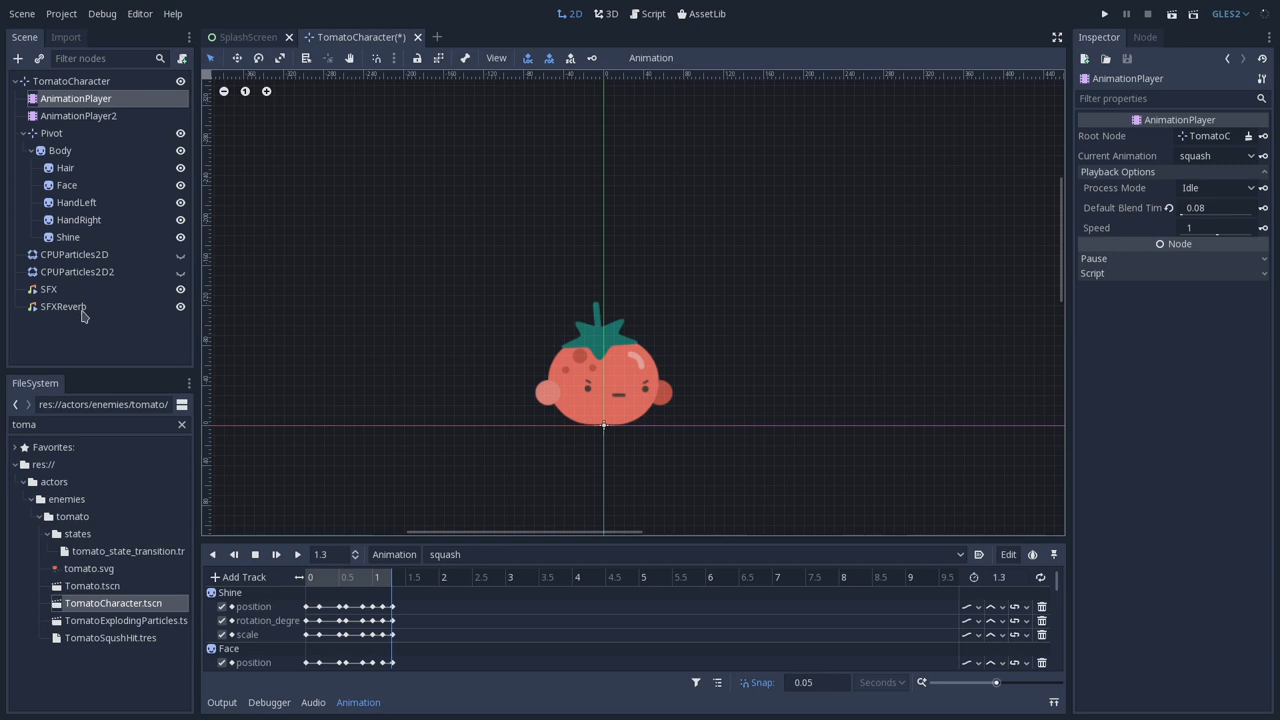 Scene Project Debug Editor Help
2D 3D Script AssetLib
GLES2
Scene Import
Filter nodes
TomatoCharacter
AnimationPlayer
AnimationPlayer2
Pivot
Body
Hair
Face
HandLeft
HandRight
Shine
CPUParticles2D
CPUParticles2D2
SFX
SFXReverb
FileSystem
res://actors/enemies/tomato/
toma
Favorites:
res://
actors
enemies
tomato
states
tomato_state_transition.tr
tomato.svg
Tomato.tscn
TomatoCharacter.tscn
TomatoExplodingParticles.ts
TomatoSqushHit.tres
SplashScreen TomatoCharacter(*)
View Animation
1.3 Animation squash Edit
Add Track 0 0.5 1 1.5 2 2.5 3 3.5 4 4.5 5 5.5 6 6.5 7 7.5 8 8.5 9 9.5 1.3
Shine
position
rotation_degre
scale
Face
position
Snap: 0.05 Seconds
Output Debugger Audio Animation
Inspector Node
AnimationPlayer
Filter properties
AnimationPlayer
Root Node TomatoC
Current Animation squash
Playback Options
Process Mode Idle
Default Blend Tim 0.08
Speed 1
Node
Pause
Script